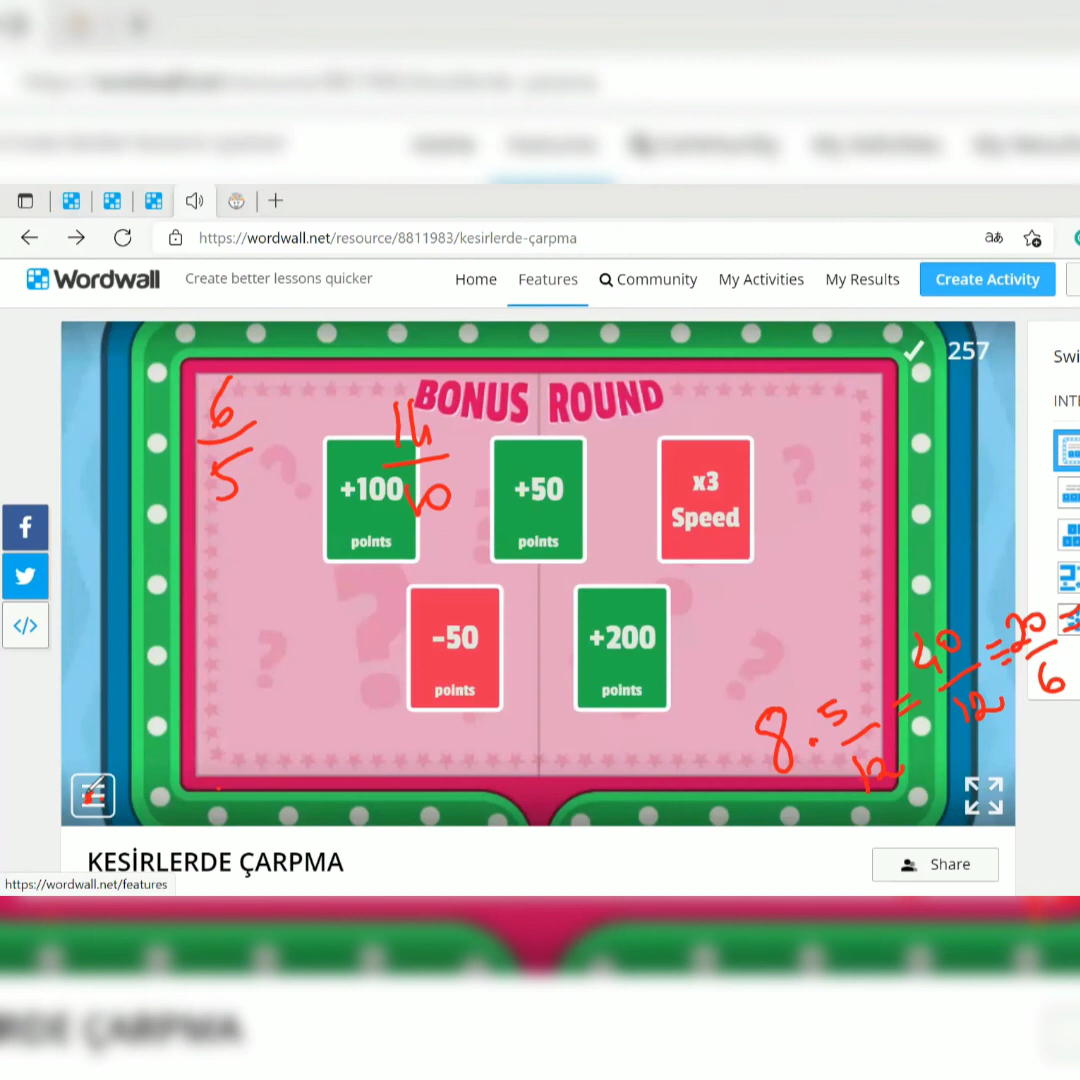 https://wordwall.net/resource/8811983/kesirlerde-çarpma
Wordwall
Create better lessons quicker
Home
Features
Community
My Activities
My Results
Create Activity
257
BONUS ROUND
6/5
+100 points
+50 points
x3 Speed
-50 points
+200 points
8 . 5/12 = 40/12 = 20/6 =
KESİRLERDE ÇARPMA
Share
https://wordwall.net/features